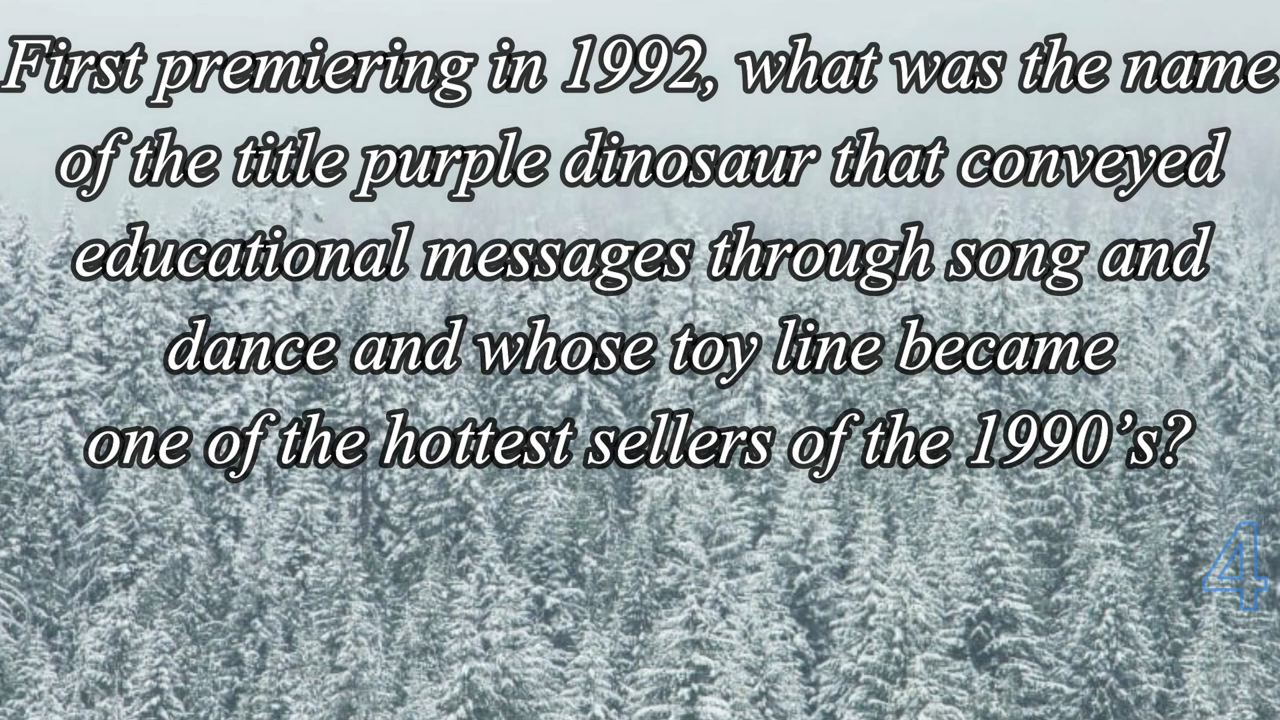 First premiering in 1992, what was the name
of the title purple dinosaur that conveyed
educational messages through song and
dance and whose toy line became
one of the hottest sellers of the 1990’s?
4